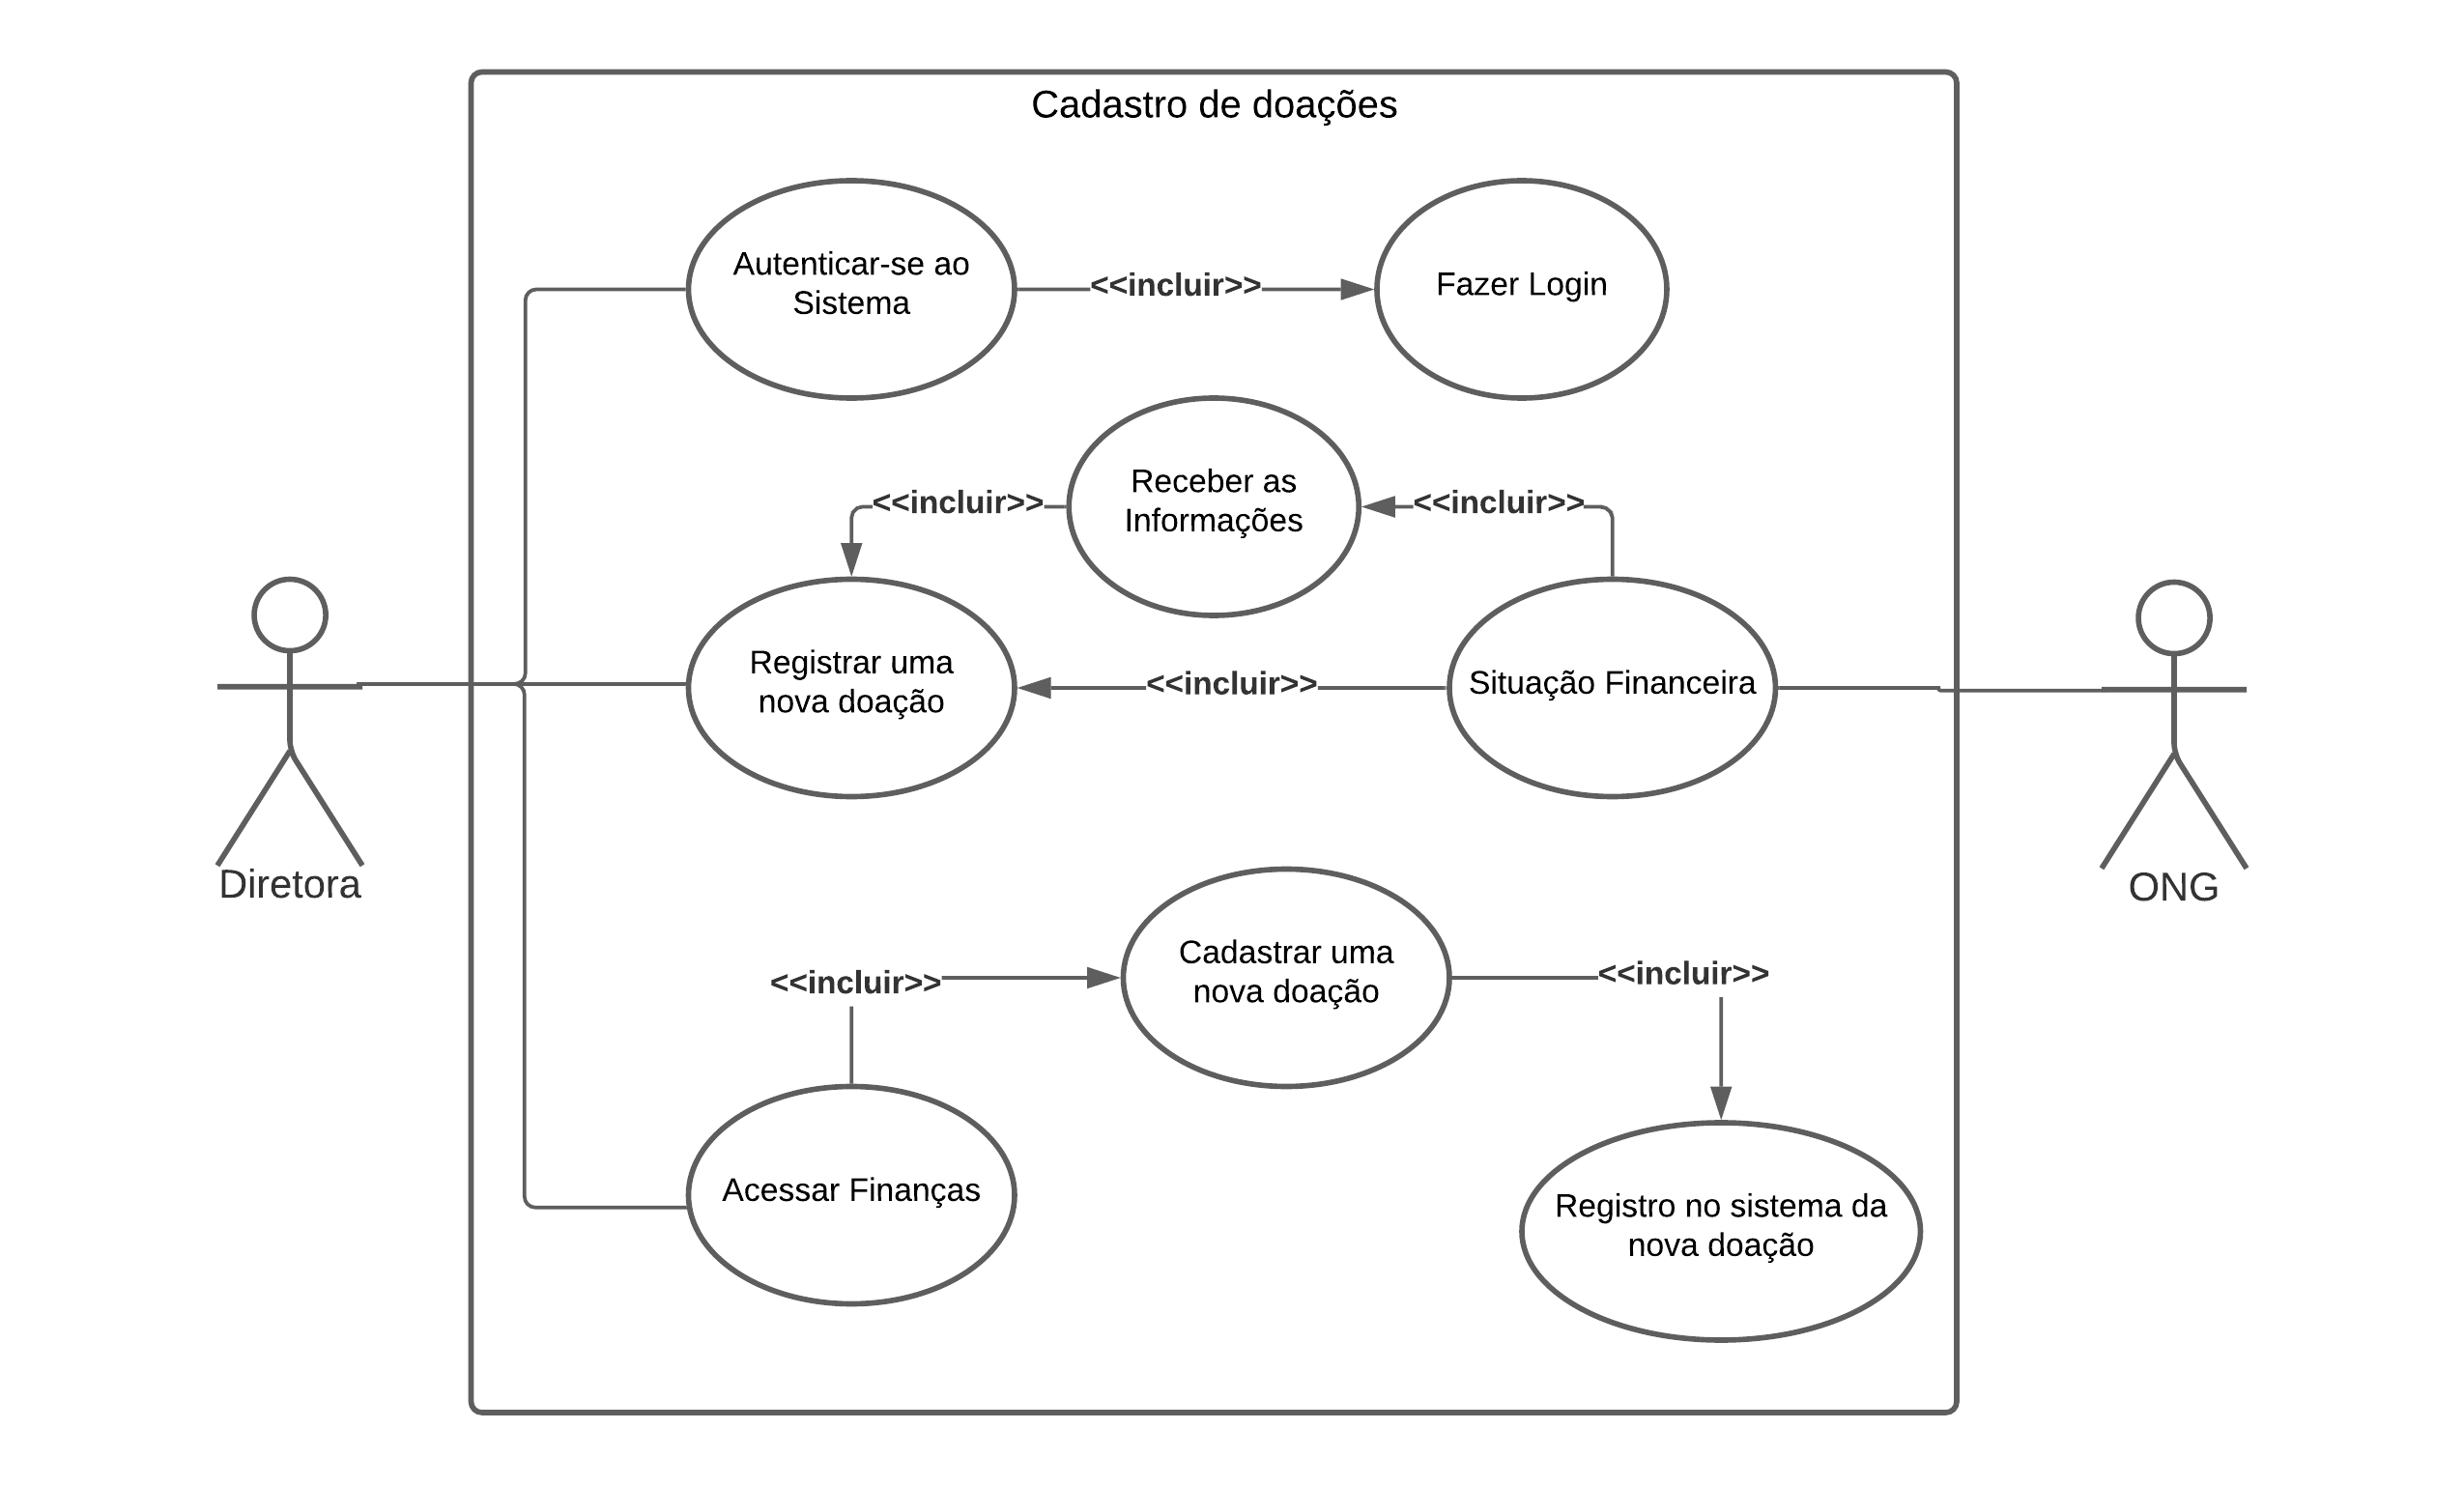 Cadastro de doações
Autenticar-se ao
Sistema
<<incluir>>
Fazer Login
Receber as
Informações
<<incluir>>
<<incluir>>
Registrar uma
nova doação
<<incluir>>
Situação Financeira
Diretora
ONG
Cadastrar uma
nova doação
<<incluir>>
<<incluir>>
Acessar Finanças
Registro no sistema da
nova doação